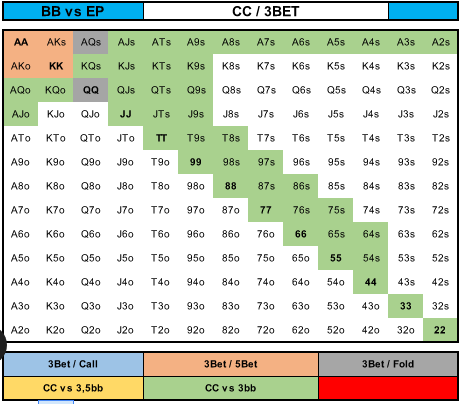 BB vs EP CC / 3BET
AA AKs AQs AJs ATs A9s A8s A7s A6s A5s A4s A3s A2s
AKo KK KQs KJs KTs K9s K8s K7s K6s K5s K4s K3s K2s
AQo KQo QQ QJs QTs Q9s Q8s Q7s Q6s Q5s Q4s Q3s Q2s
AJo KJo QJo JJ JTs J9s J8s J7s J6s J5s J4s J3s J2s
ATo KTo QTo JTo TT T9s T8s T7s T6s T5s T4s T3s T2s
A9o K9o Q9o J9o T9o 99 98s 97s 96s 95s 94s 93s 92s
A8o K8o Q8o J8o T8o 98o 88 87s 86s 85s 84s 83s 82s
A7o K7o Q7o J7o T7o 97o 87o 77 76s 75s 74s 73s 72s
A6o K6o Q6o J6o T6o 96o 86o 76o 66 65s 64s 63s 62s
A5o K5o Q5o J5o T5o 95o 85o 75o 65o 55 54s 53s 52s
A4o K4o Q4o J4o T4o 94o 84o 74o 64o 54o 44 43s 42s
A3o K3o Q3o J3o T3o 93o 83o 73o 63o 53o 43o 33 32s
A2o K2o Q2o J2o T2o 92o 82o 72o 62o 52o 42o 32o 22
3Bet / Call 3Bet / 5Bet 3Bet / Fold
CC vs 3,5bb CC vs 3bb